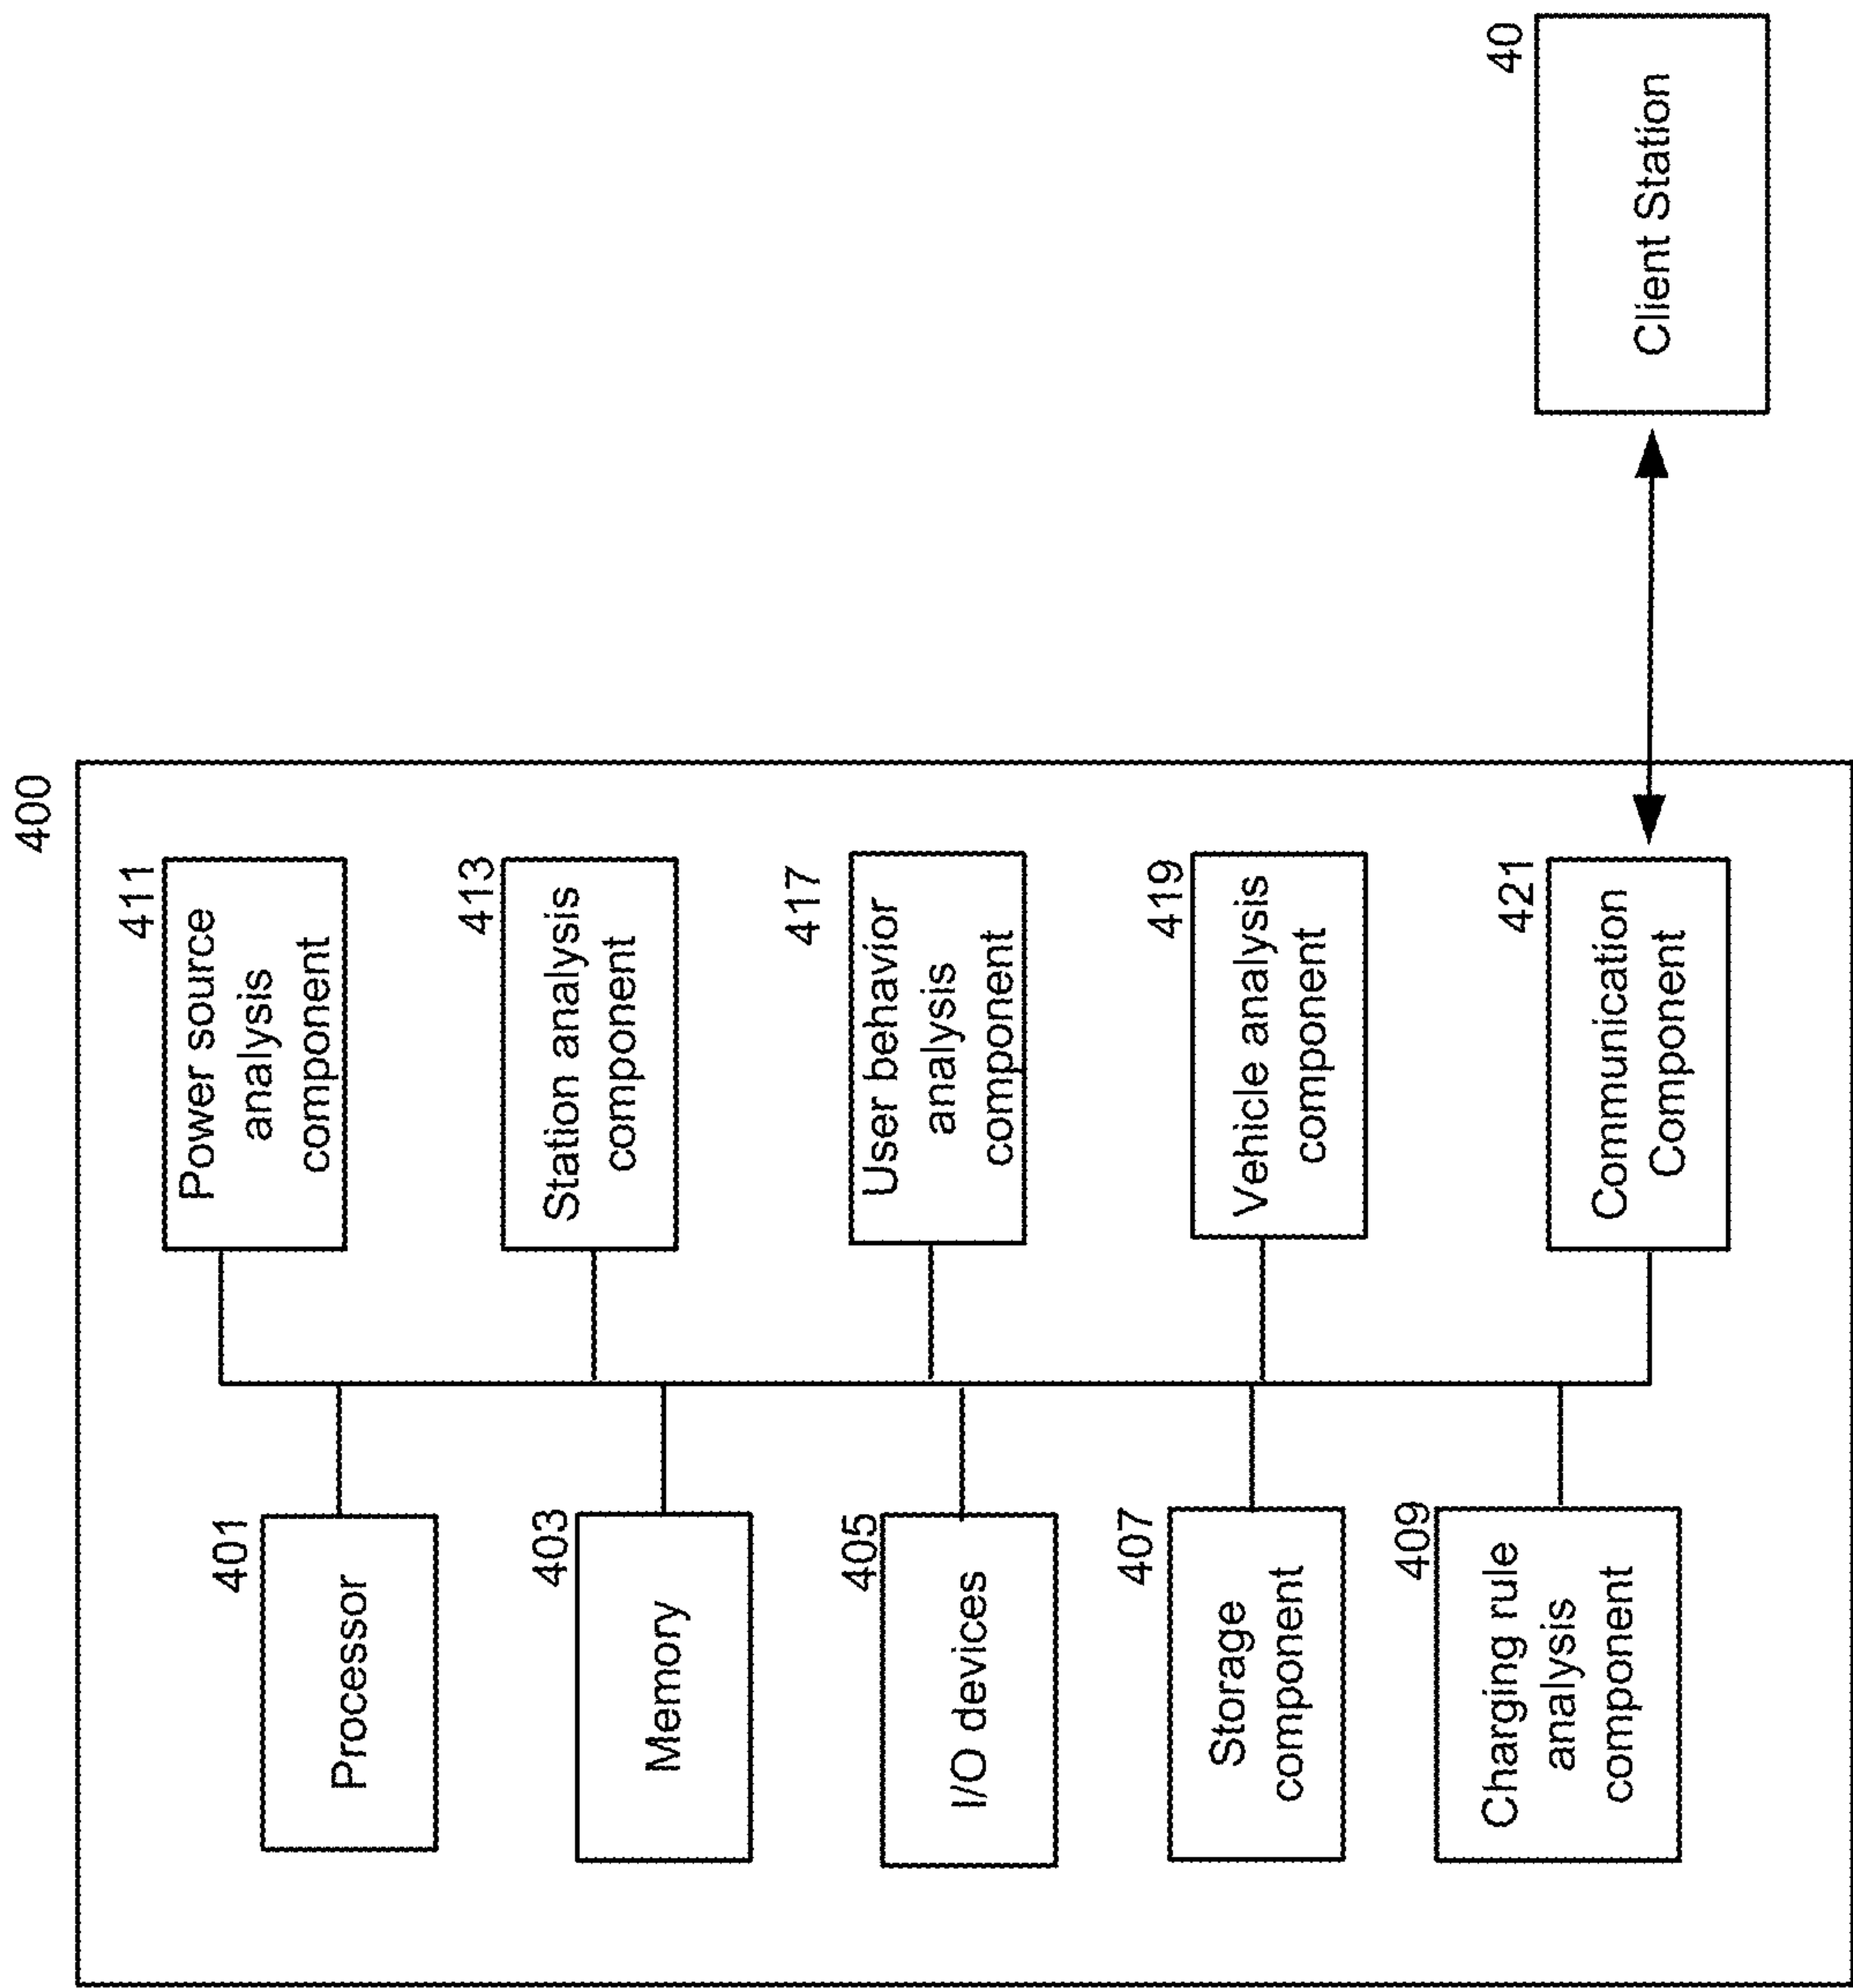 400
401
Processor
403
Memory
405
I/O devices
407
Storage
component
409
Charging rule
analysis
component
411
Power source
analysis
component
413
Station analysis
component
417
User behavior
analysis
component
419
Vehicle analysis
component
421
Communication
Component
40
Client Station